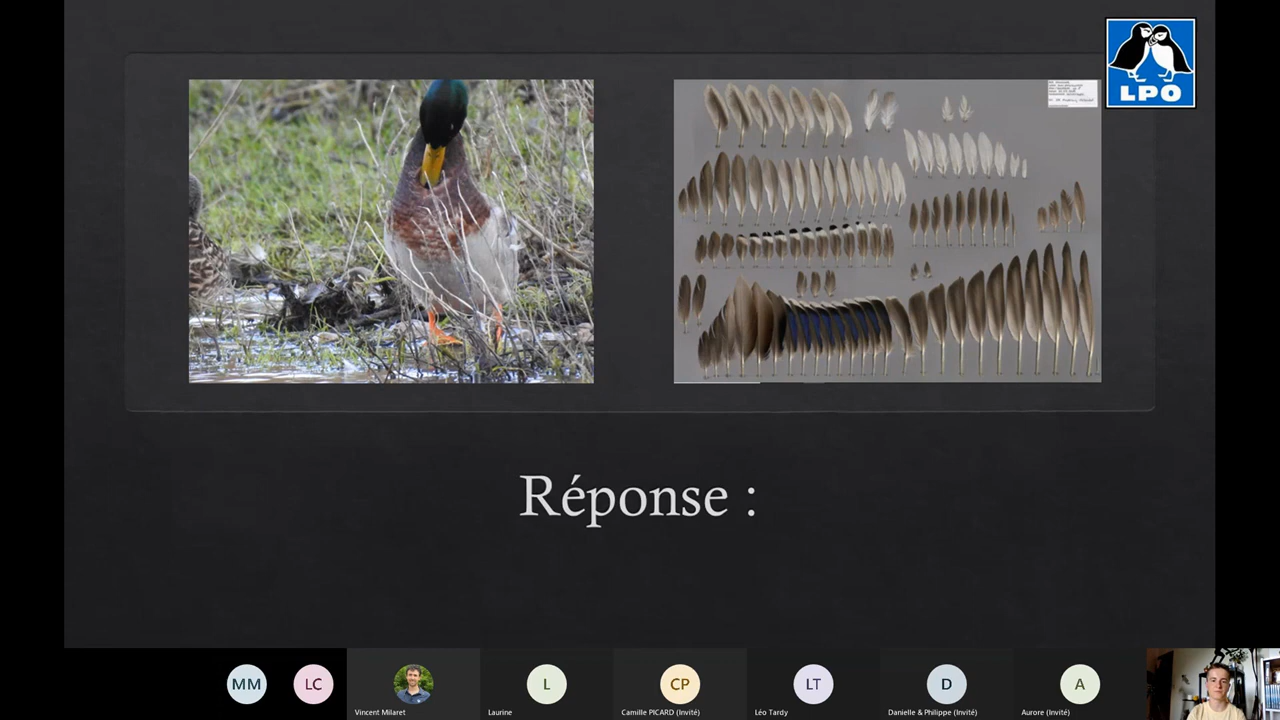 LPO
Réponse :
MM
LC
Vincent Milaret
L
Laurine
CP
Camille PICARD (Invité)
LT
Léo Tardy
D
Danielle & Philippe (Invité)
A
Aurore (Invité)